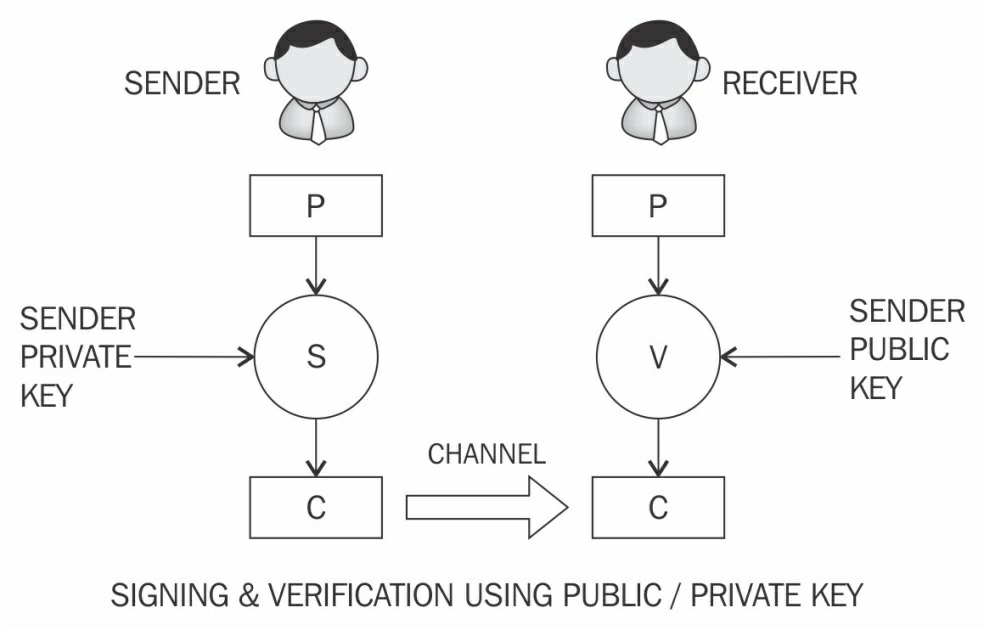 SENDER
RECEIVER
P
P
SENDER
PRIVATE
KEY
S
V
SENDER
PUBLIC
KEY
CHANNEL
C
C
SIGNING & VERIFICATION USING PUBLIC / PRIVATE KEY